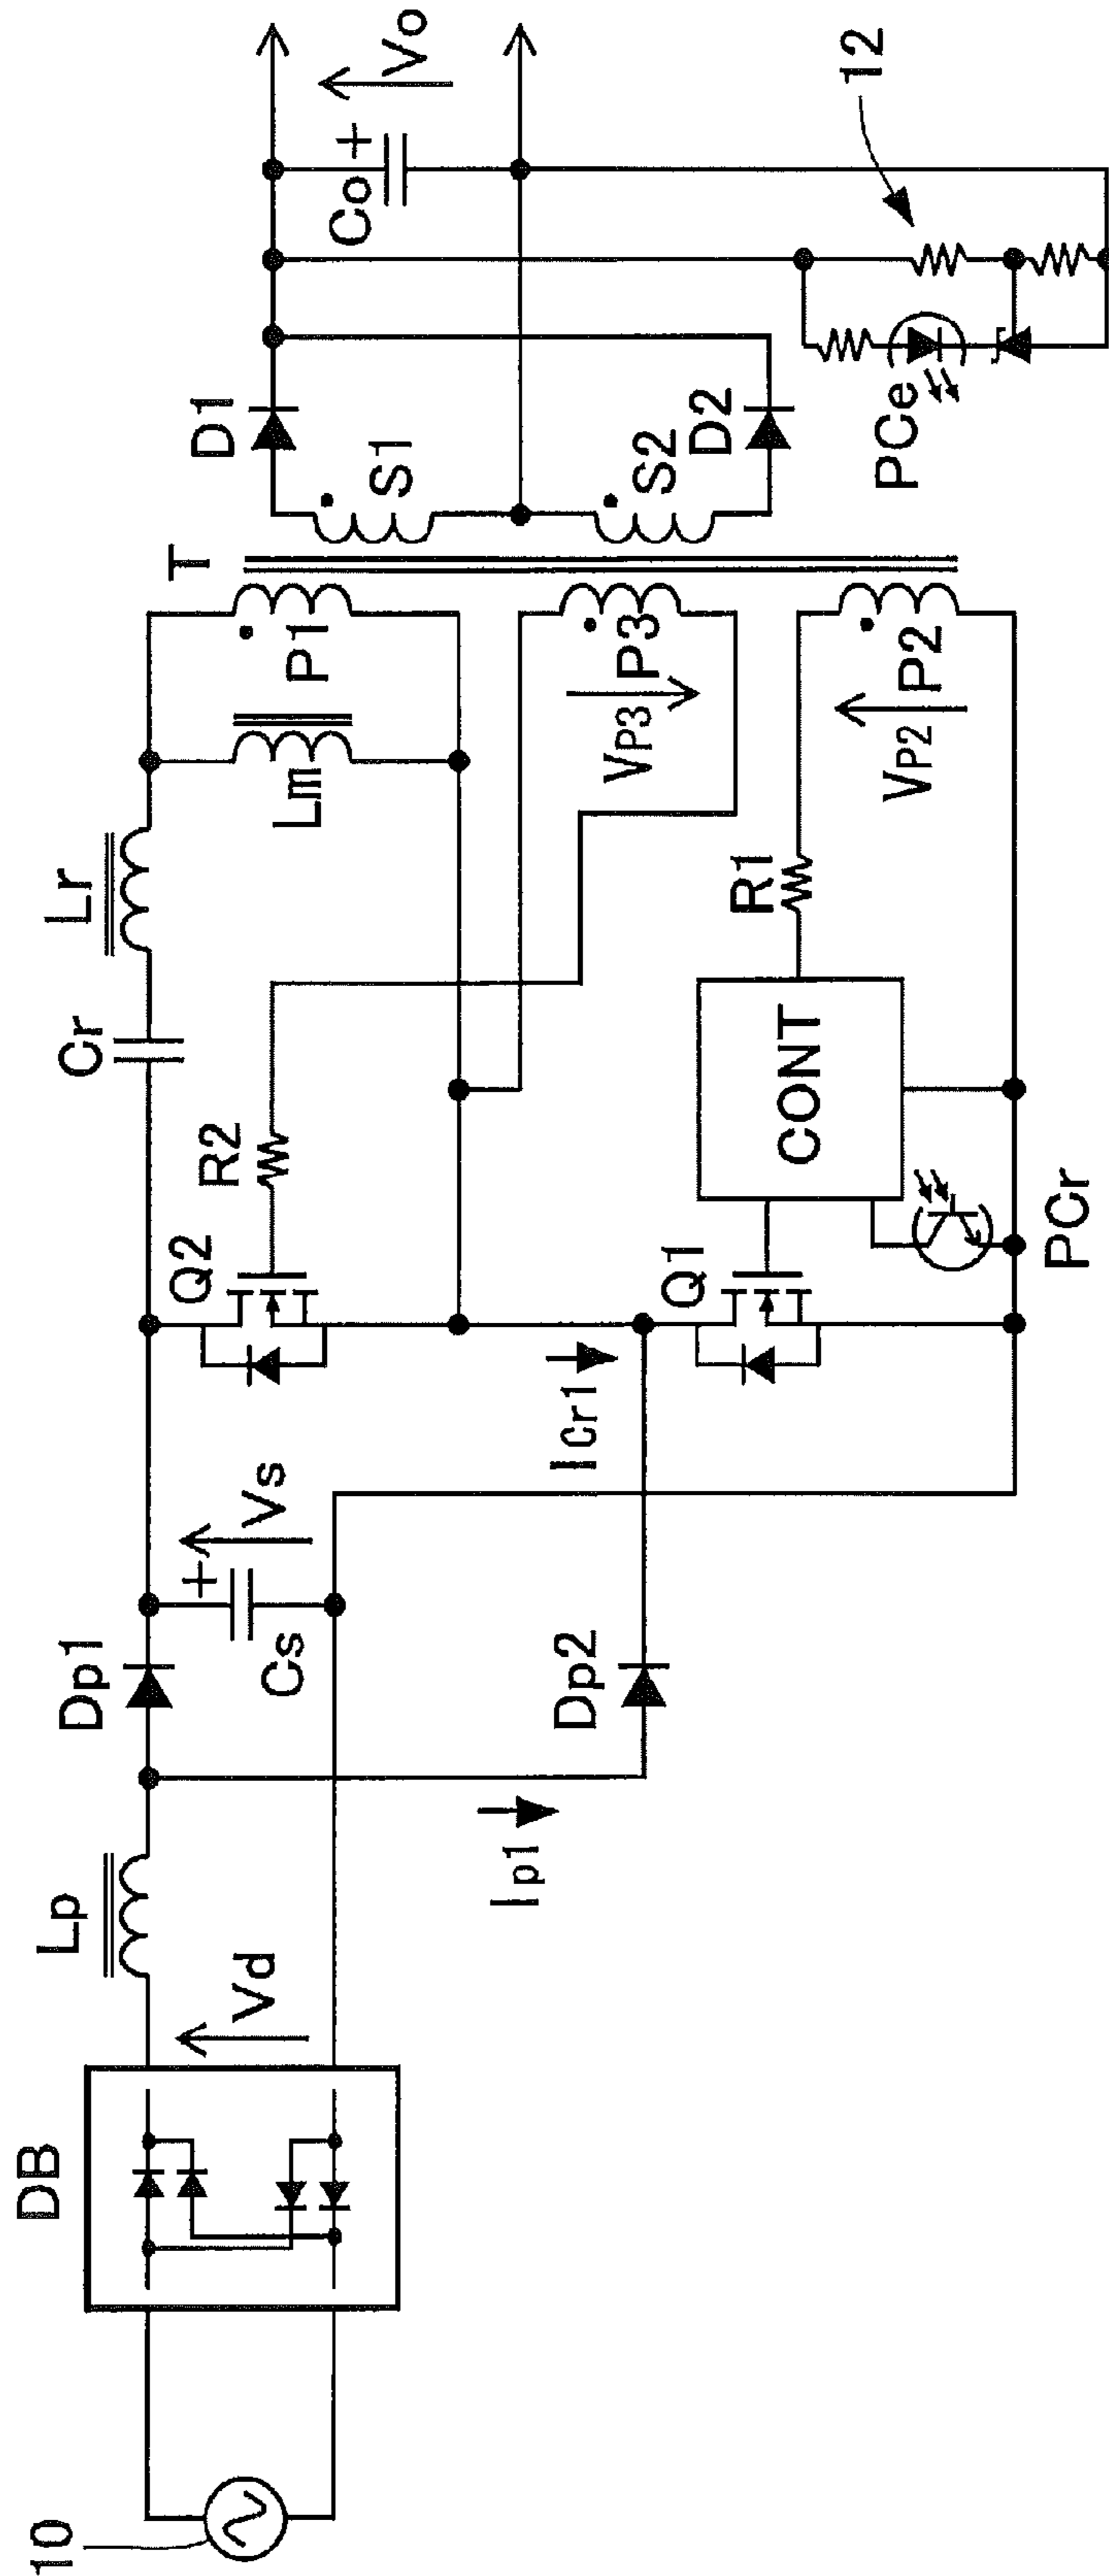 10
DB
Vd
Lp
Ip1
Dp1
Dp2
Cs
+
Vs
ICr1
Q2
R2
Q1
PCr
CONT
R1
Cr
Lr
Lm
P1
T
VP3
P3
VP2
P2
S1
S2
D1
D2
PCe
Co
+
Vo
12